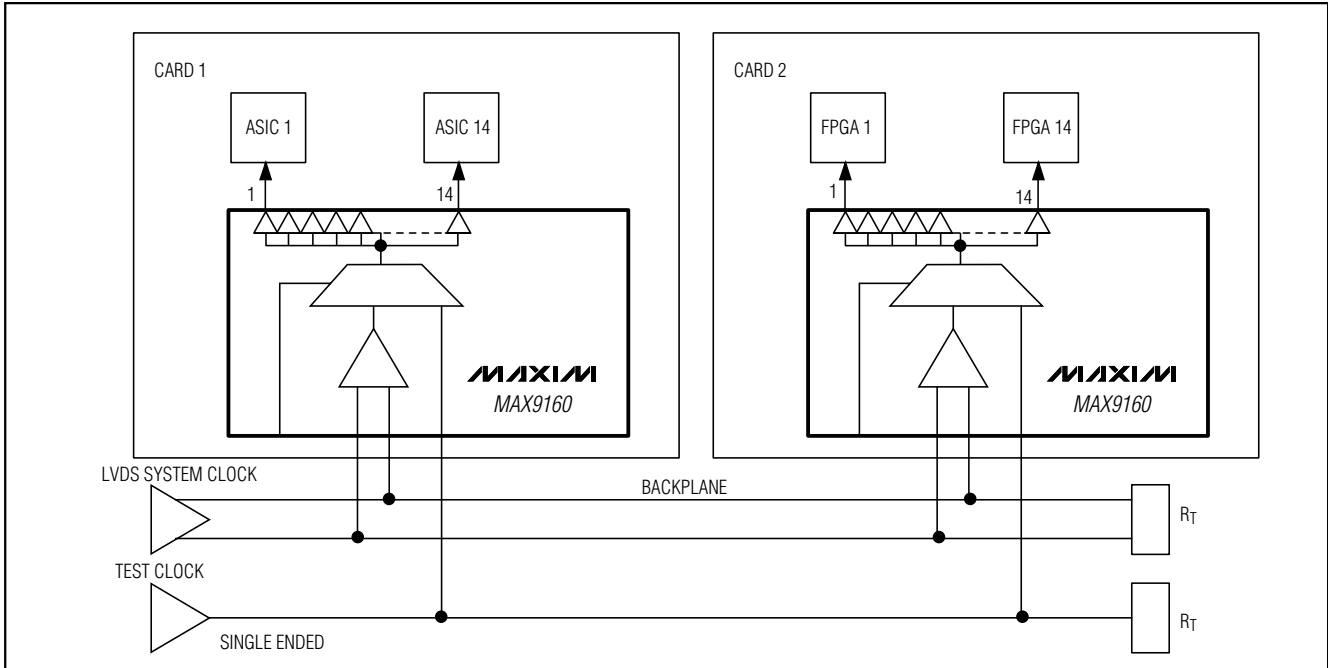 CARD 1
ASIC 1
ASIC 14
1
14
MAXIM
MAX9160
CARD 2
FPGA 1
FPGA 14
1
14
MAXIM
MAX9160
LVDS SYSTEM CLOCK
BACKPLANE
RT
TEST CLOCK
SINGLE ENDED
RT